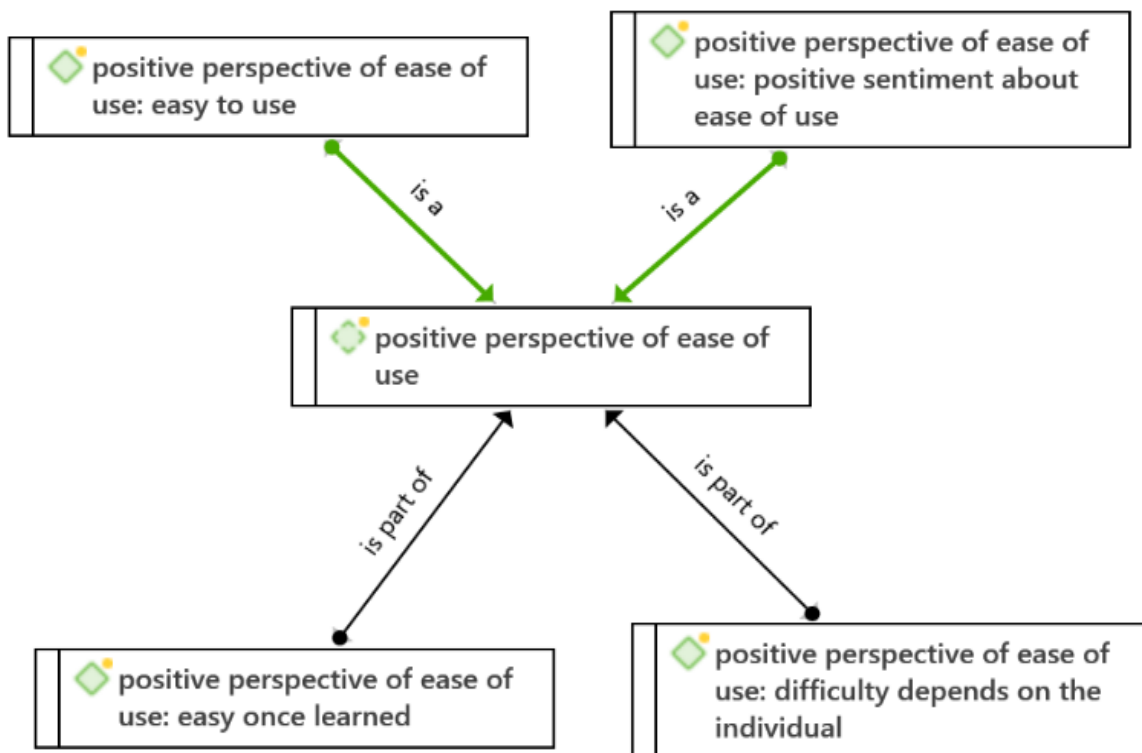 positive perspective of ease of
use: easy to use
positive perspective of ease of
use: positive sentiment about
ease of use
is a
is a
positive perspective of ease of
use
is part of
is part of
positive perspective of ease of
use: easy once learned
positive perspective of ease of
use: difficulty depends on the
individual